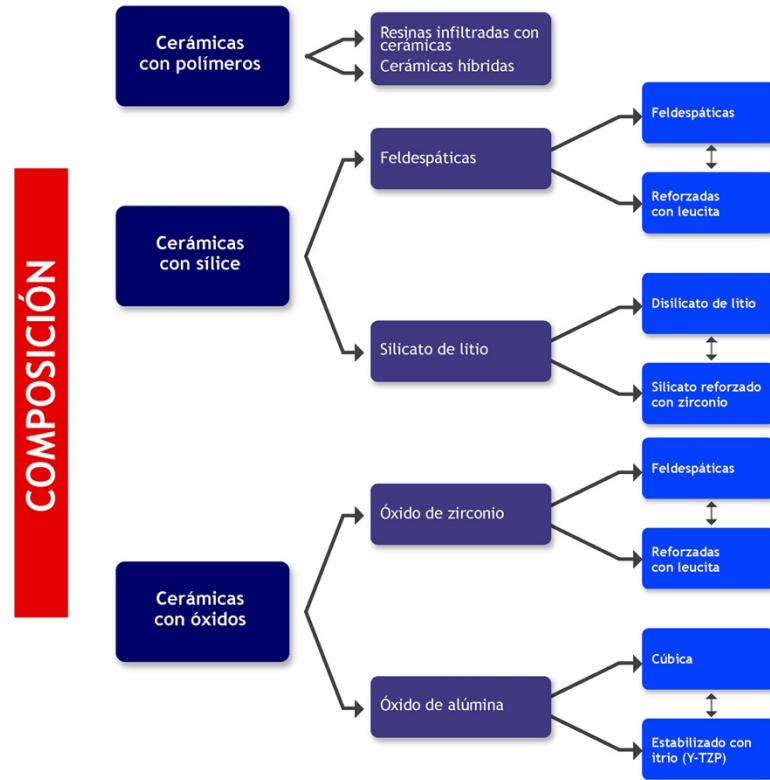 COMPOSICIÓN
Cerámicas
con polímeros
Resinas infiltradas con
cerámicas
Cerámicas híbridas
Cerámicas
con sílice
Feldespáticas
Feldespáticas
Reforzadas
con leucita
Silicato de litio
Disilicato de litio
Silicato reforzado
con zirconio
Cerámicas
con óxidos
Óxido de zirconio
Feldespáticas
Reforzadas
con leucita
Óxido de alúmina
Cúbica
Estabilizado con
itrio (Y-TZP)